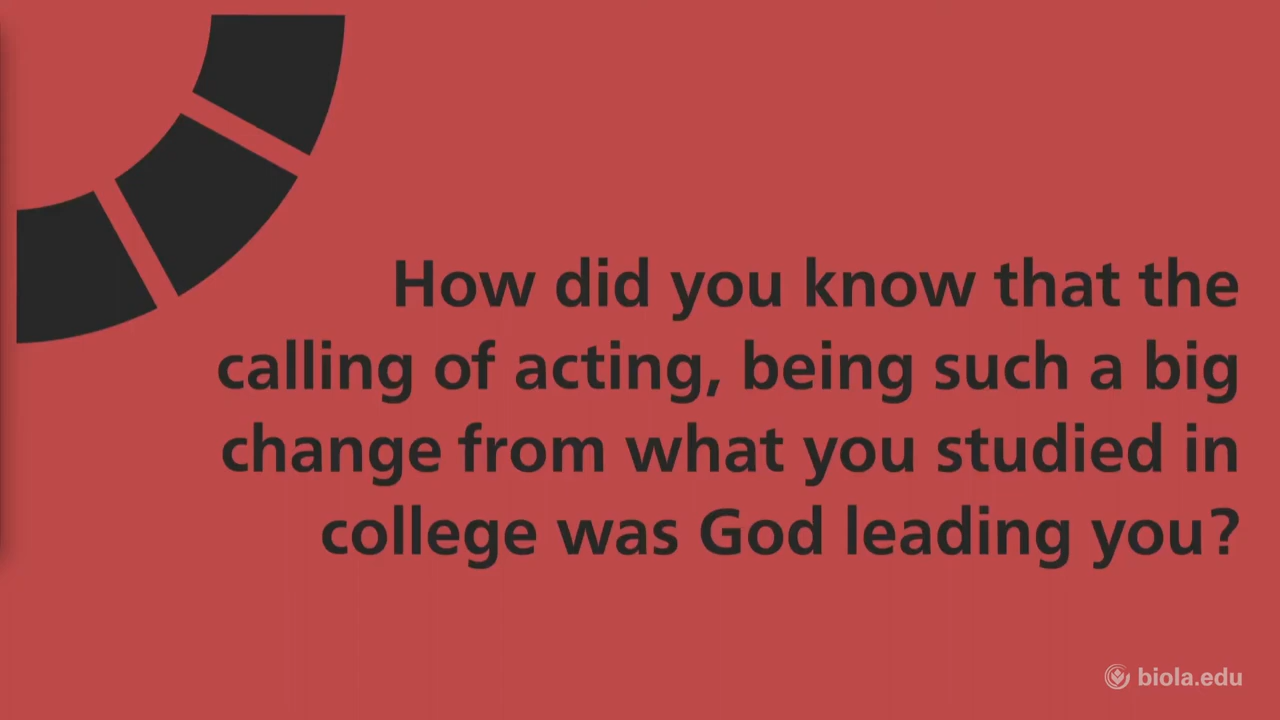 How did you know that the
calling of acting, being such a big
change from what you studied in
college was God leading you?
biola.edu